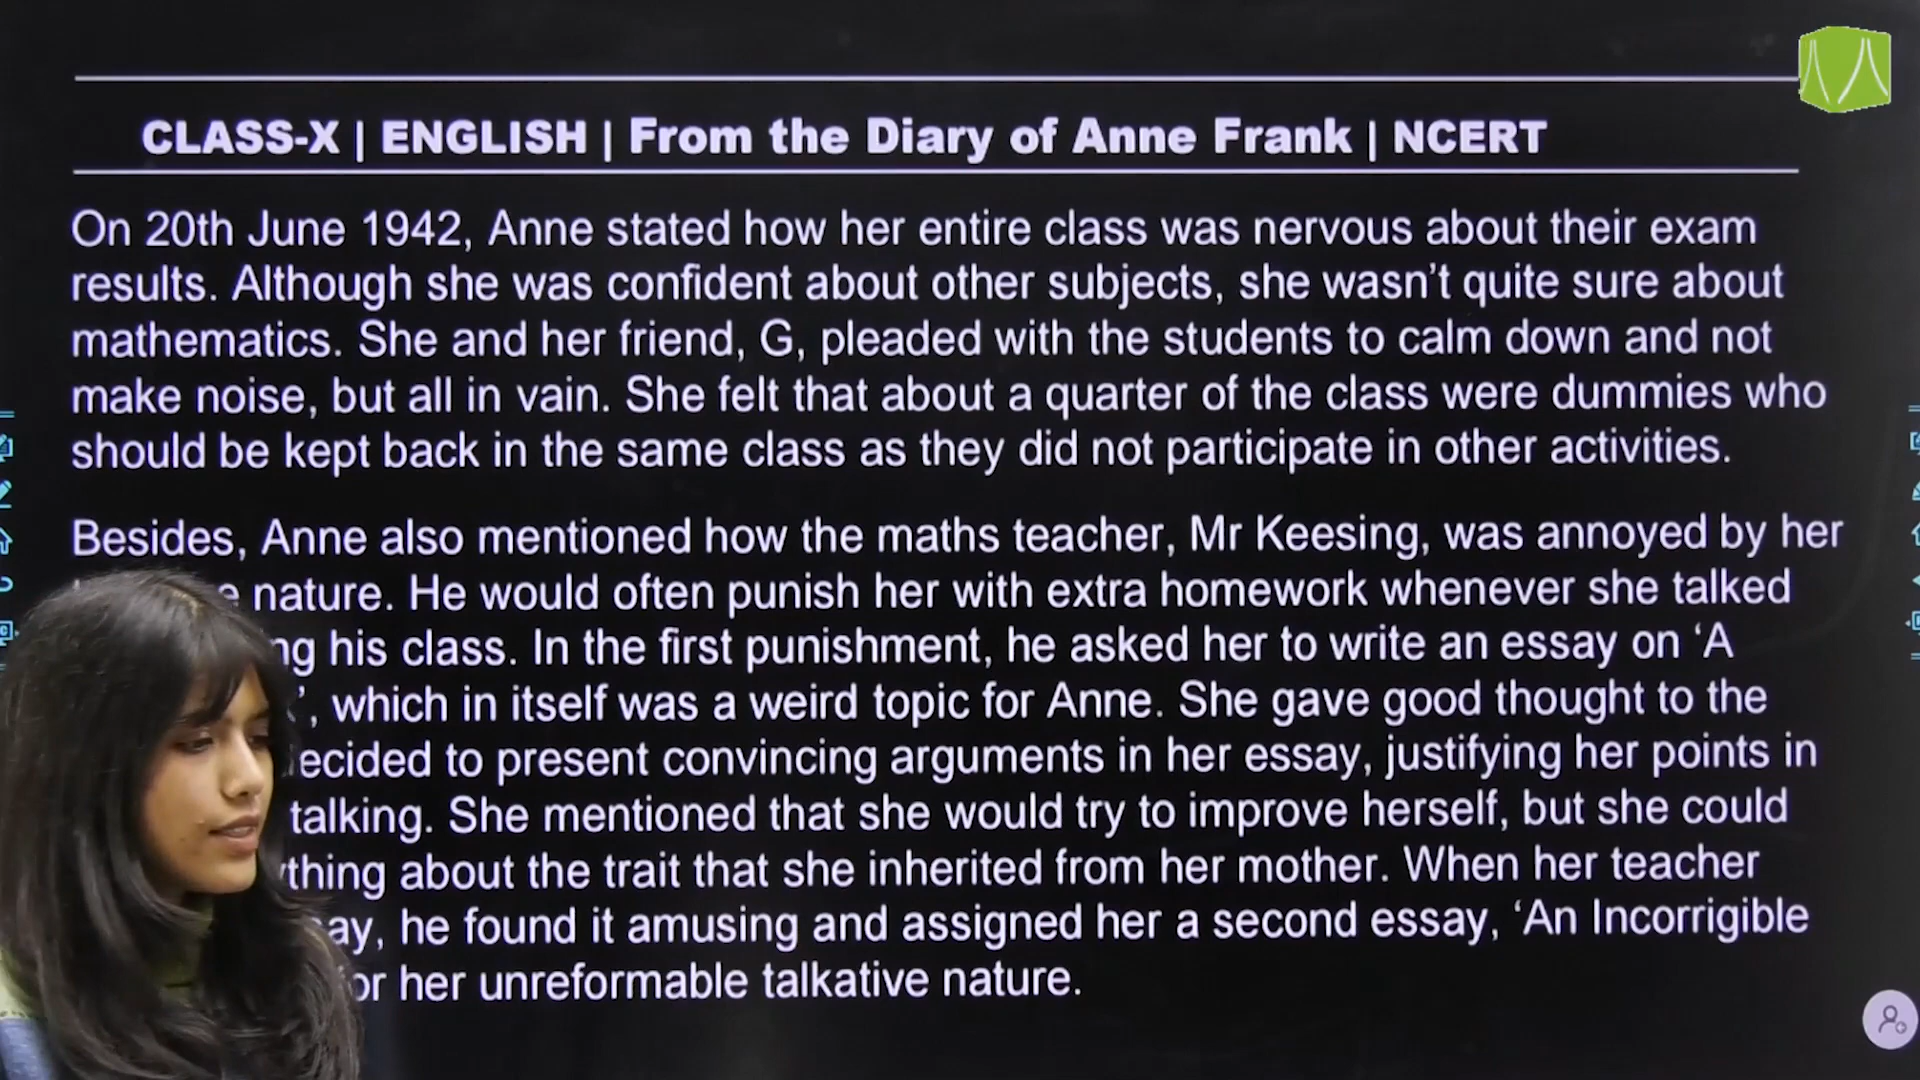 CLASS-X | ENGLISH | From the Diary of Anne Frank | NCERT
On 20th June 1942, Anne stated how her entire class was nervous about their exam
results. Although she was confident about other subjects, she wasn't quite sure about
mathematics. She and her friend, G, pleaded with the students to calm down and not
make noise, but all in vain. She felt that about a quarter of the class were dummies who
should be kept back in the same class as they did not participate in other activities.
Besides, Anne also mentioned how the maths teacher, Mr Keesing, was annoyed by her
nature. He would often punish her with extra homework whenever she talked
his class. In the first punishment, he asked her to write an essay on ‘A
which in itself was a weird topic for Anne. She gave good thought to the
to present convincing arguments in her essay, justifying her points in
talking. She mentioned that she would try to improve herself, but she could
about the trait that she inherited from her mother. When her teacher
he found it amusing and assigned her a second essay, ‘An Incorrigible
her unreformable talkative nature.